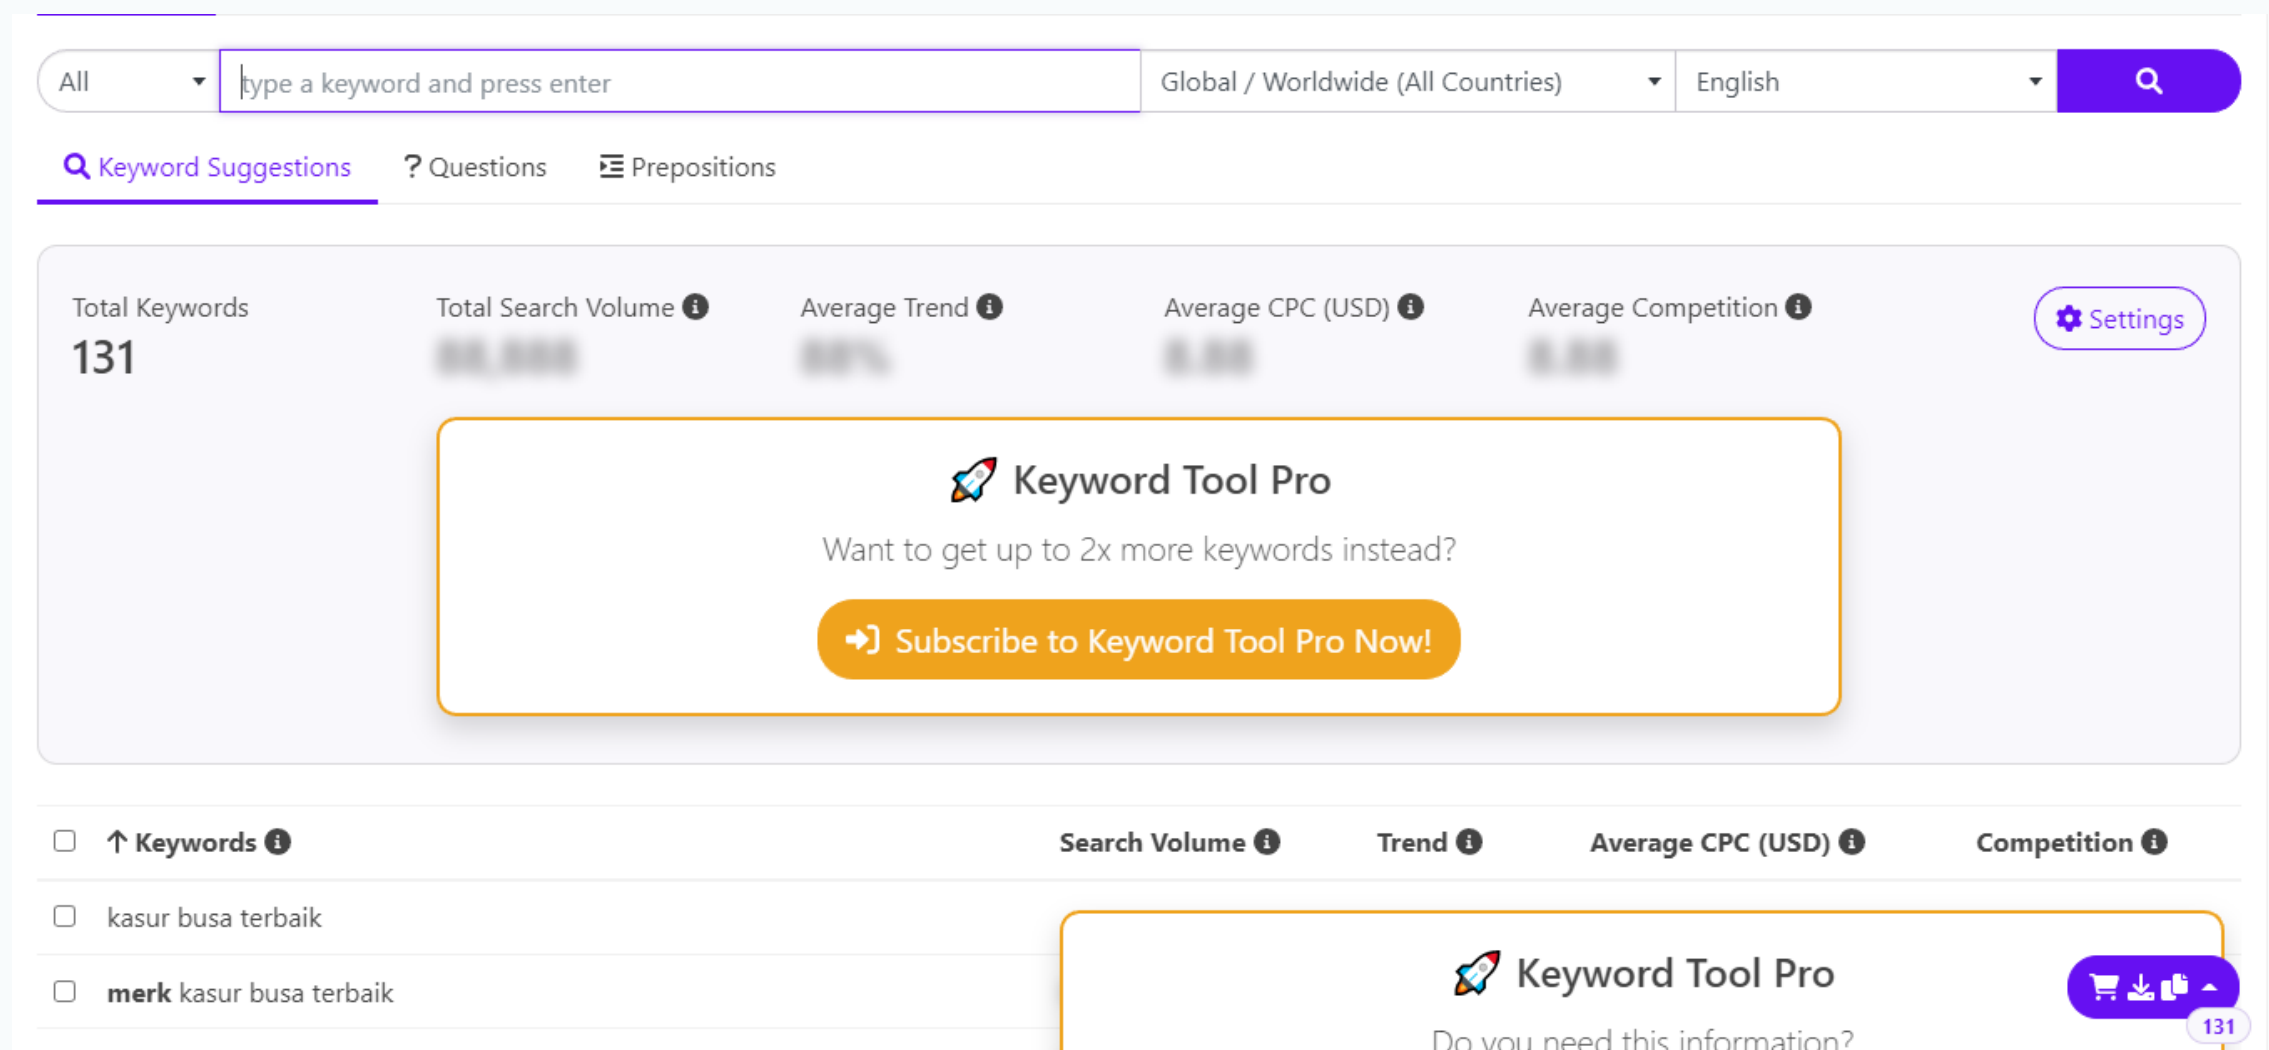 All
type a keyword and press enter
Global / Worldwide (All Countries)
English
Keyword Suggestions
? Questions
Prepositions
Total Keywords
131
Total Search Volume
Average Trend
Average CPC (USD)
Average Competition
Settings
Keyword Tool Pro
Want to get up to 2x more keywords instead?
Subscribe to Keyword Tool Pro Now!
Keywords
Search Volume
Trend
Average CPC (USD)
Competition
kasur busa terbaik
merk kasur busa terbaik
Keyword Tool Pro
Do you need this information?
131